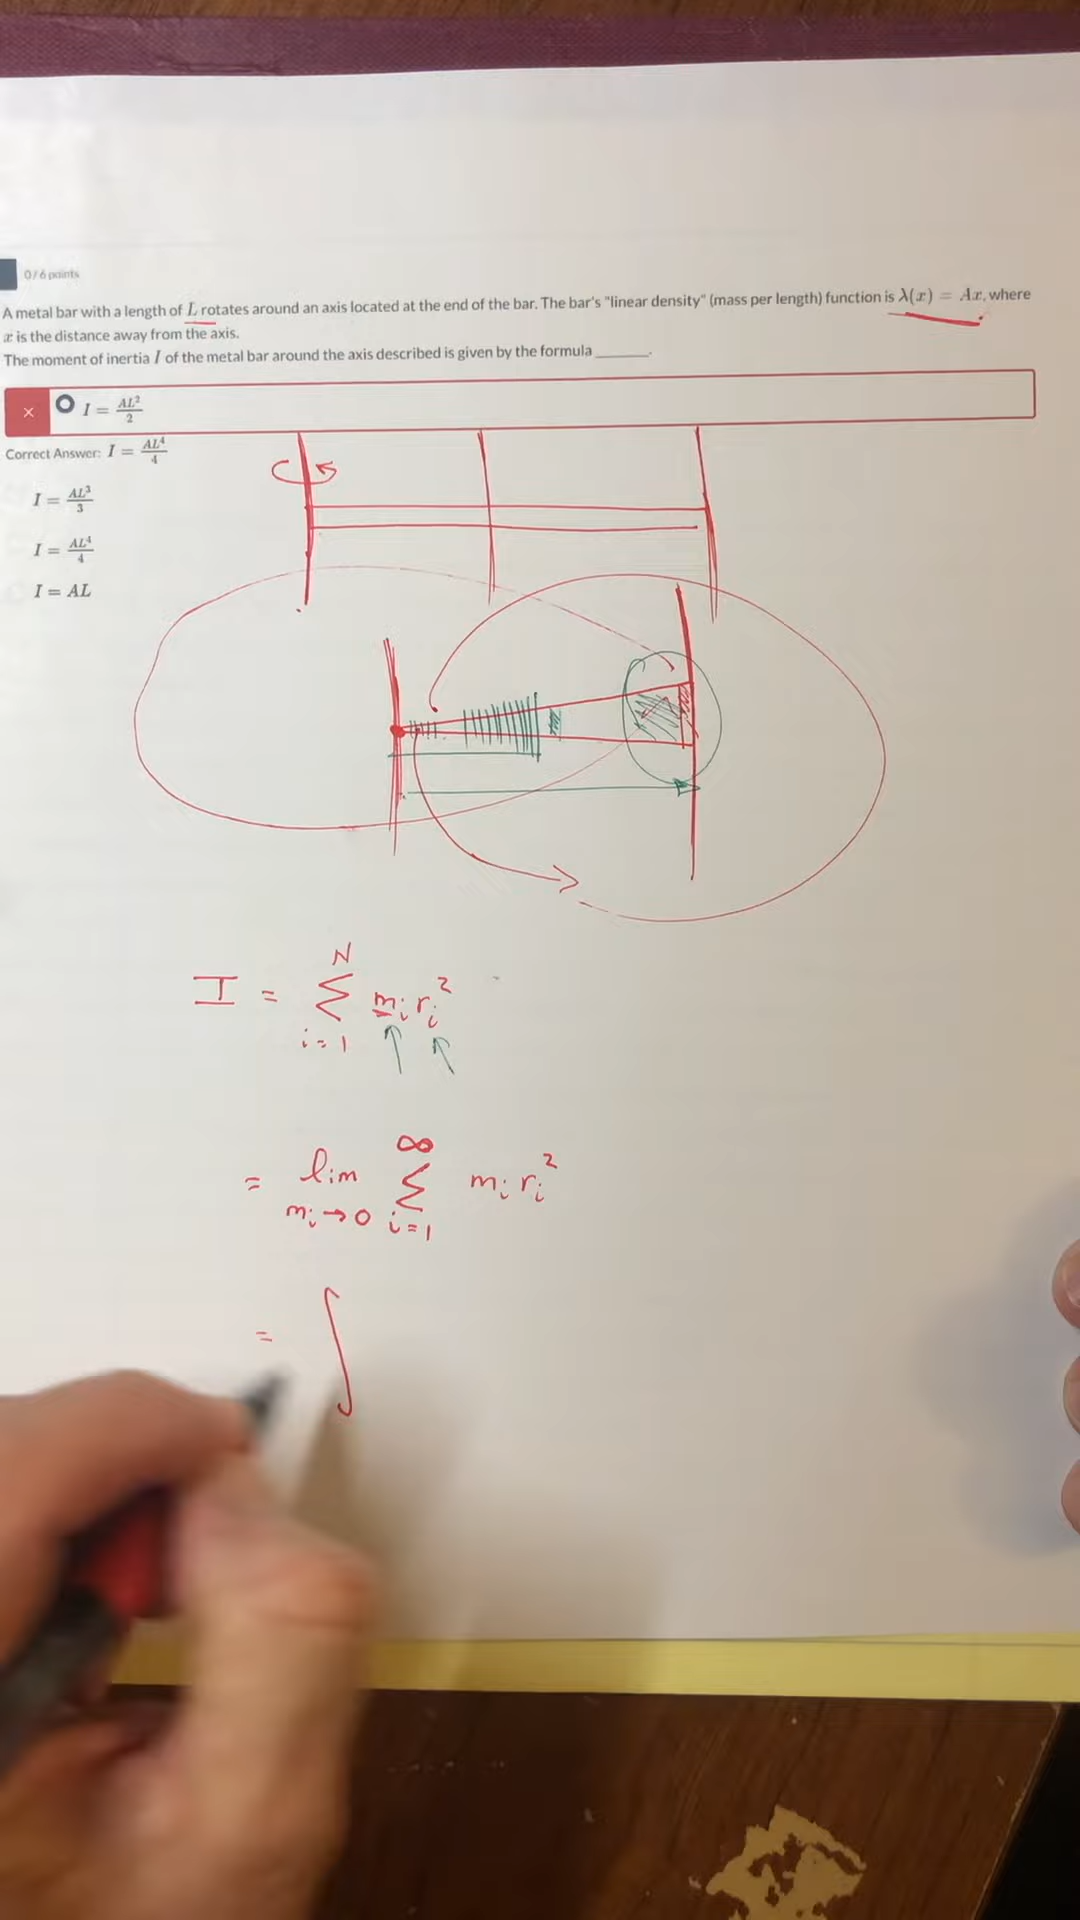 0 / 6 points
A metal bar with a length of L rotates around an axis located at the end of the bar. The bar's "linear density" (mass per length) function is λ(x) = Ax, where
x is the distance away from the axis.
The moment of inertia I of the metal bar around the axis described is given by the formula ______.
× I = AL²/2
Correct Answer: I = AL⁴/4
I = AL³/3
I = AL⁴/4
I = AL
I = Σ_{i=1}^{N} mᵢ rᵢ²
= lim_{mᵢ→0} Σ_{i=1}^{∞} mᵢ rᵢ²
= ∫